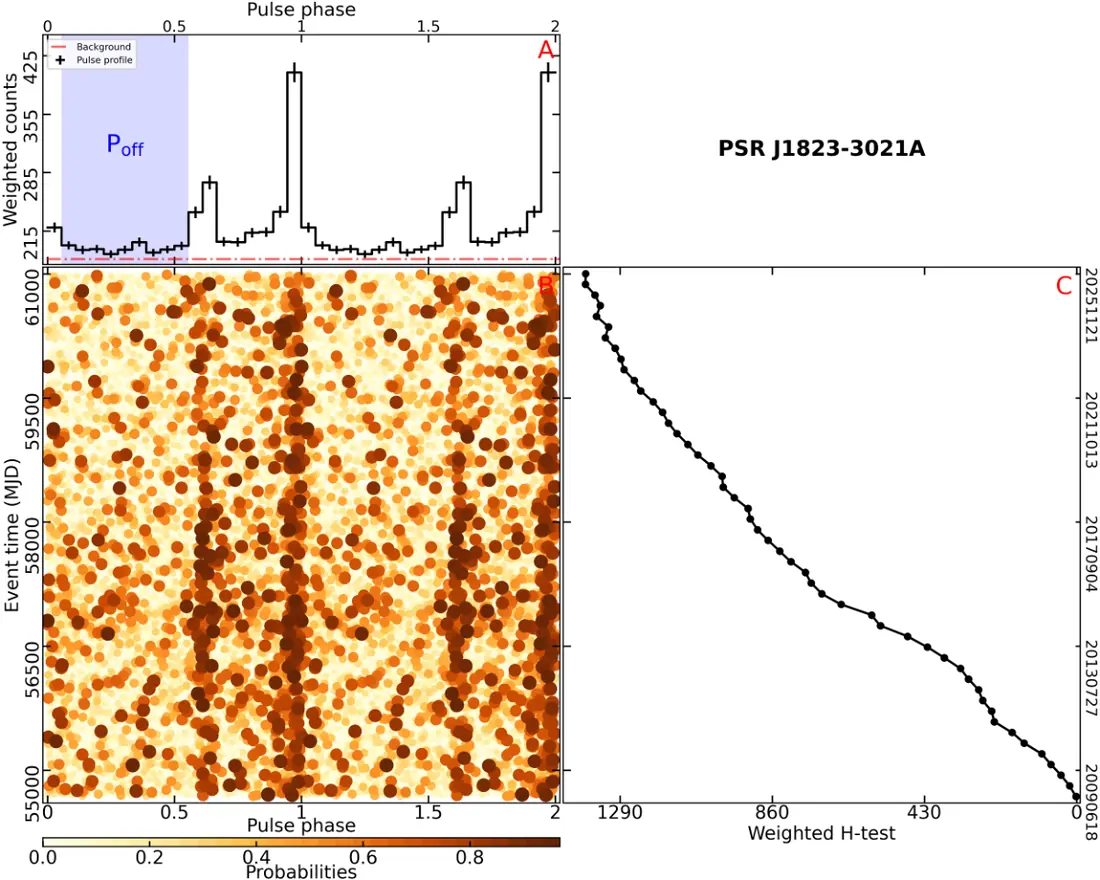 Pulse phase
0 0.5 1 1.5 2
A
Background
Pulse profile
Weighted counts
425
355
285
215
P_off
PSR J1823-3021A
B
C
Event time (MJD)
61000
59500
58000
56500
55000
20251121
20211013
20170904
20130727
20090618
0 0.5 1 1.5 2
Pulse phase
1290 860 430 0
Weighted H-test
0.0 0.2 0.4 0.6 0.8
Probabilities